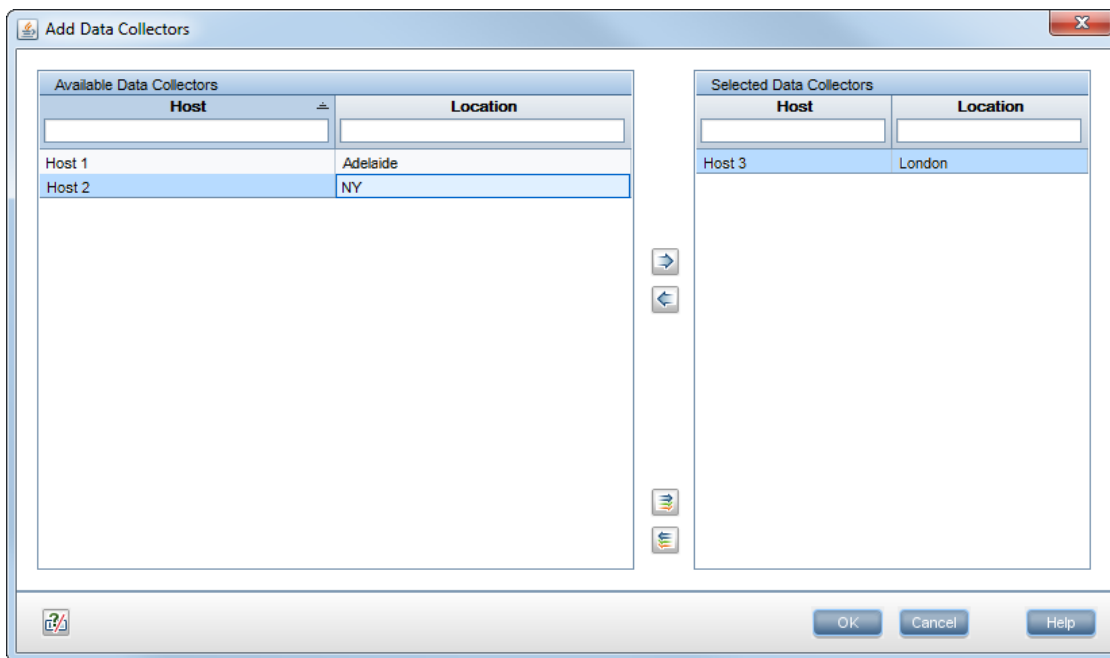 Add Data Collectors
Available Data Collectors
Host Location
Host 1 Adelaide
Host 2 NY
Selected Data Collectors
Host Location
Host 3 London
OK Cancel Help